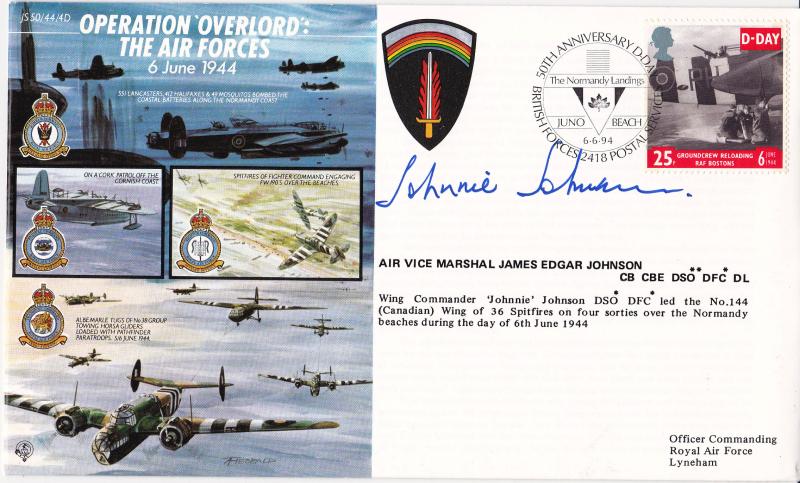 JS 50/44/4D
OPERATION 'OVERLORD':
THE AIR FORCES
6 June 1944
551 LANCASTERS, 412 HALIFAXES & 49 MOSQUITOS BOMBED THE
COASTAL BATTERIES ALONG THE NORMANDY COAST
ON A CORK PATROL OFF THE
CORNISH COAST
SPITFIRES OF FIGHTER COMMAND ENGAGING
FW 190'S OVER THE BEACHES.
ALBEMARLE TUGS OF No 38 GROUP
TOWING HORSA GLIDERS
LOADED WITH PATHFINDER
PARATROOPS. 5/6 JUNE 1944.
50TH ANNIVERSARY D-DAY
The Normandy Landings
JUNO BEACH
6-6-94
BRITISH FORCES 2418 POSTAL SERVICE
D-DAY
25P
GROUNDCREW RELOADING
RAF BOSTONS
6 JUNE
1944
Johnnie Johnson.
AIR VICE MARSHAL JAMES EDGAR JOHNSON
CB CBE DSO** DFC* DL
Wing Commander 'Johnnie' Johnson DSO* DFC* led the No.144
(Canadian) Wing of 36 Spitfires on four sorties over the Normandy
beaches during the day of 6th June 1944
Officer Commanding
Royal Air Force
Lyneham